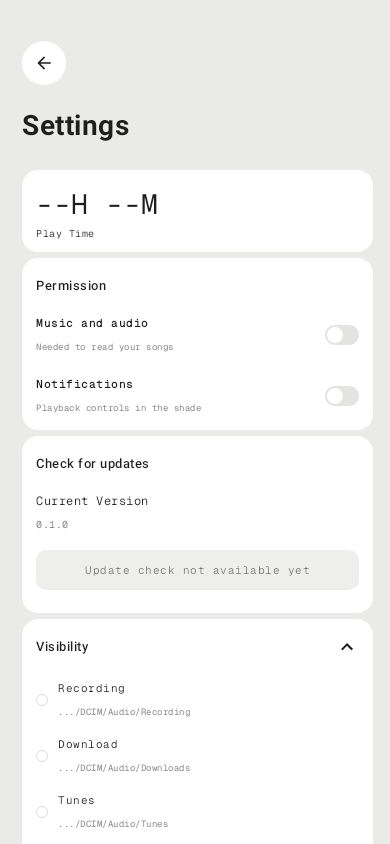 Settings
--H --M
Play Time
Permission
Music and audio
Needed to read your songs
Notifications
Playback controls in the shade
Check for updates
Current Version
0.1.0
Update check not available yet
Visibility
Recording
.../DCIM/Audio/Recording
Download
.../DCIM/Audio/Downloads
Tunes
.../DCIM/Audio/Tunes